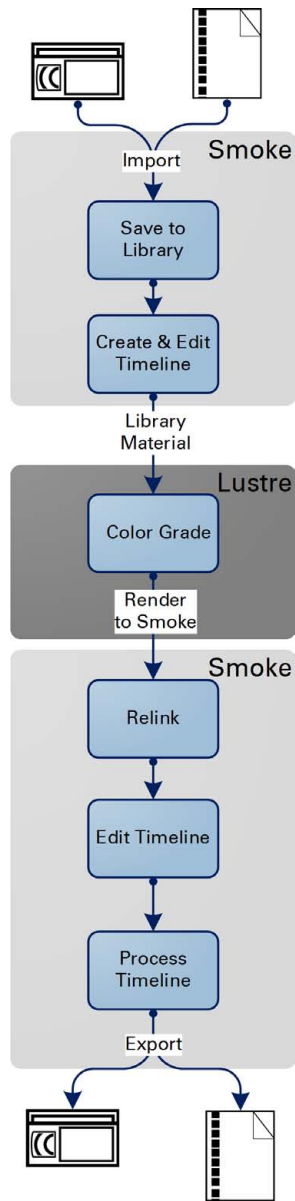 Smoke
Import
Save to
Library
Create & Edit
Timeline
Library
Material
Lustre
Color Grade
Render
to Smoke
Smoke
Relink
Edit Timeline
Process
Timeline
Export